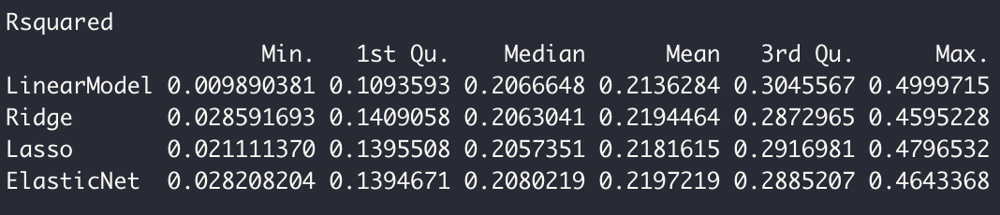 Rsquared
Min. 1st Qu. Median Mean 3rd Qu. Max.
LinearModel 0.009890381 0.1093593 0.2066648 0.2136284 0.3045567 0.4999715
Ridge 0.028591693 0.1409058 0.2063041 0.2194464 0.2872965 0.4595228
Lasso 0.021111370 0.1395508 0.2057351 0.2181615 0.2916981 0.4796532
ElasticNet 0.028208204 0.1394671 0.2080219 0.2197219 0.2885207 0.4643368